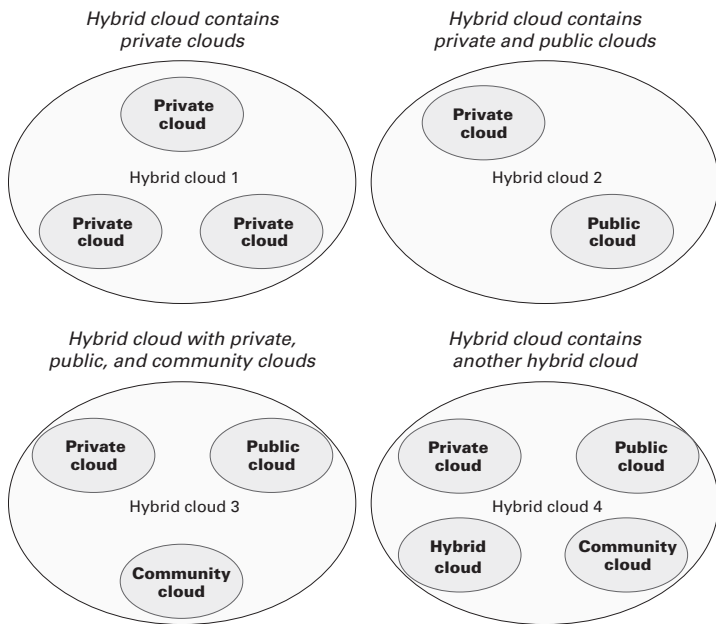 Hybrid cloud contains
private clouds
Private
cloud
Hybrid cloud 1
Private
cloud
Private
cloud
Hybrid cloud contains
private and public clouds
Private
cloud
Hybrid cloud 2
Public
cloud
Hybrid cloud with private,
public, and community clouds
Private
cloud
Public
cloud
Hybrid cloud 3
Community
cloud
Hybrid cloud contains
another hybrid cloud
Private
cloud
Public
cloud
Hybrid cloud 4
Hybrid
cloud
Community
cloud